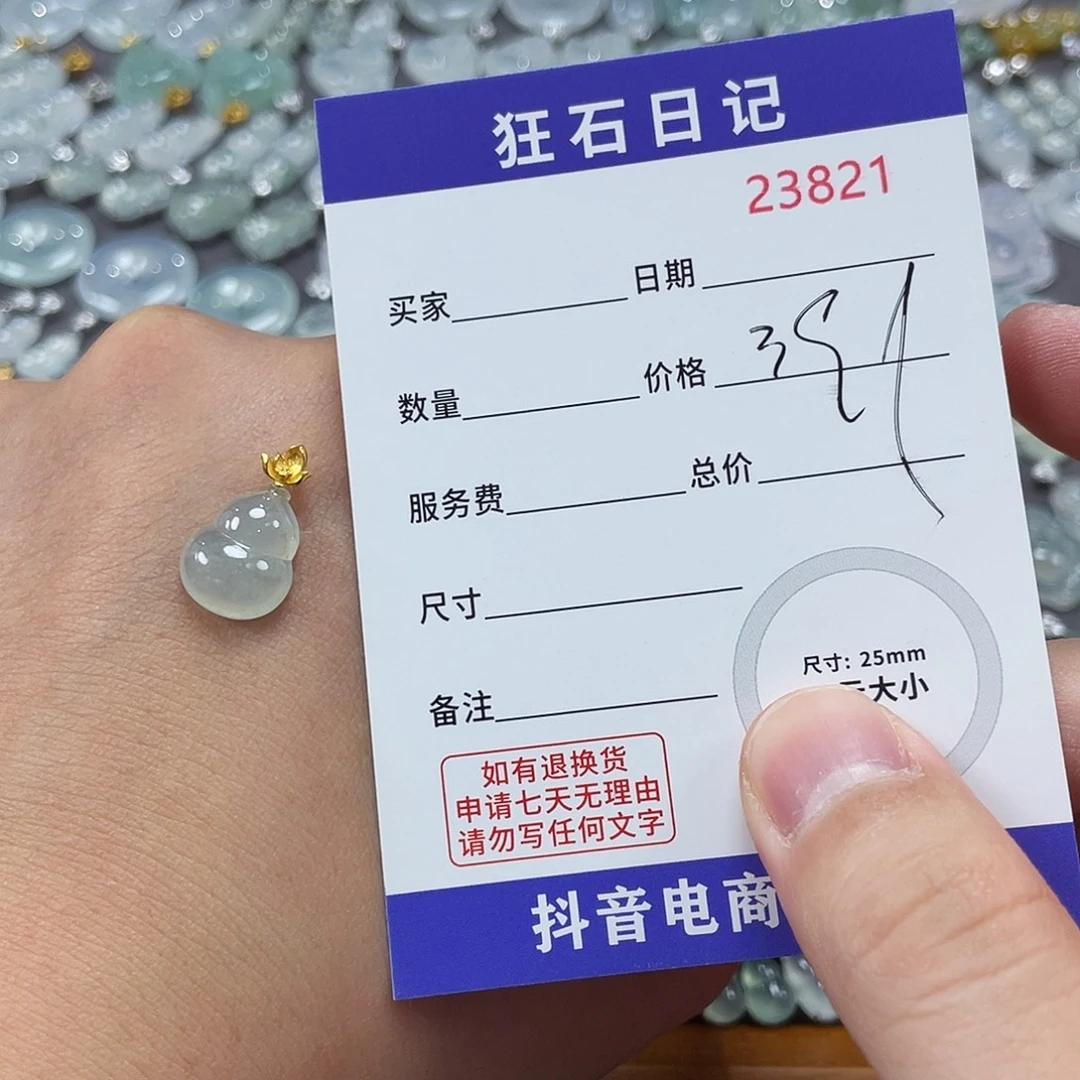 狂石日记
23821
买家 日期
数量 价格
服务费 总价
尺寸
尺寸: 25mm
大小
备注
如有退换货
申请七天无理由
请勿写任何文字
抖音电商